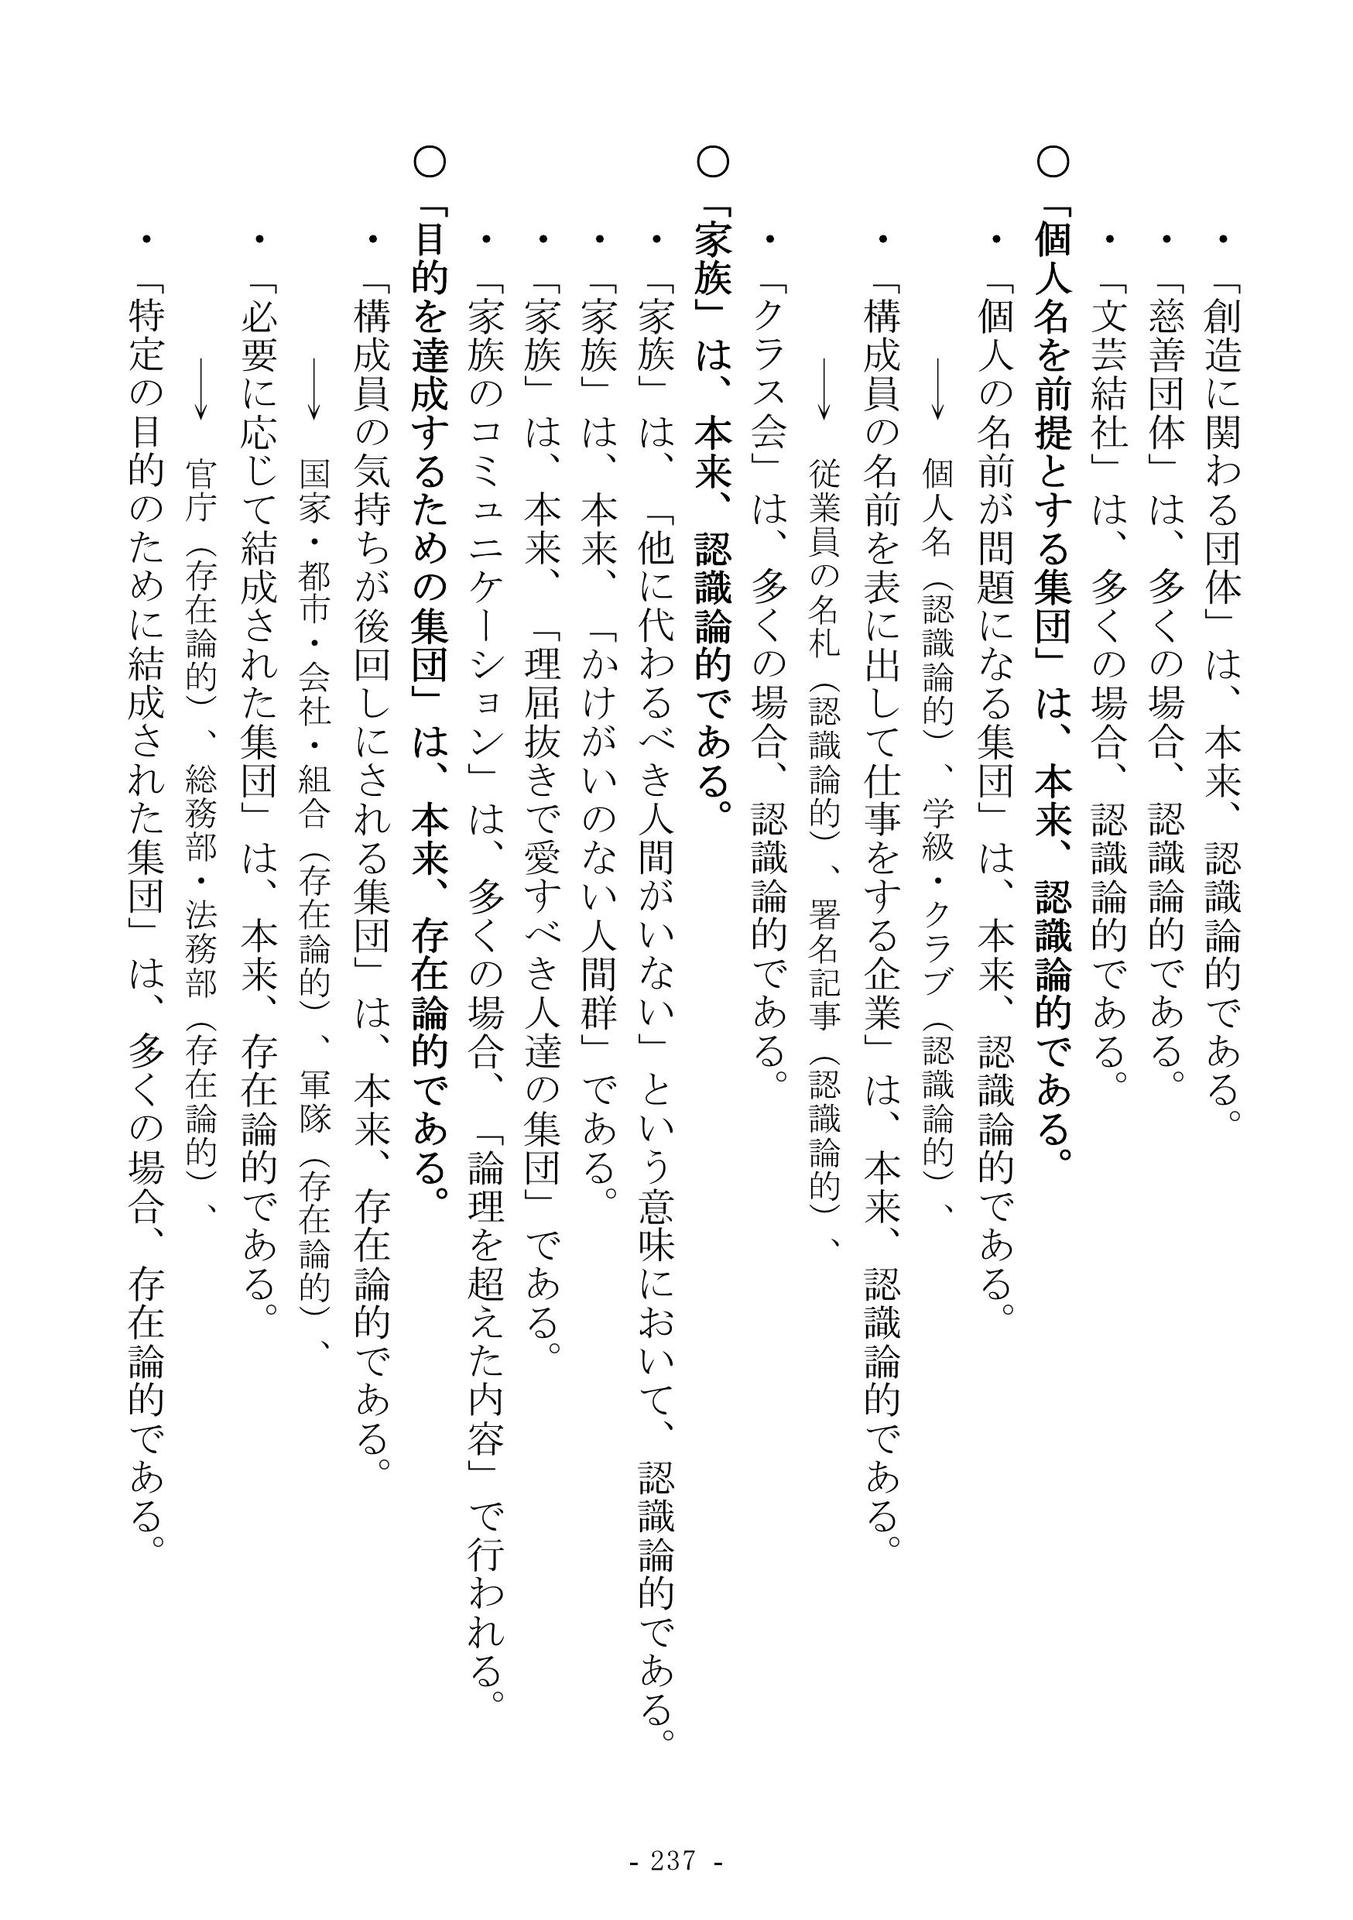 ・「創造に関わる団体」は、本来、認識論的である。
・「慈善団体」は、多くの場合、認識論的である。
・「文芸結社」は、多くの場合、認識論的である。
○「個人名を前提とする集団」は、本来、認識論的である。
・「個人の名前が問題になる集団」は、本来、認識論的である。
→ 個人名（認識論的）、学級・クラブ（認識論的）、
・「構成員の名前を表に出して仕事をする企業」は、本来、認識論的である。
→ 従業員の名札（認識論的）、署名記事（認識論的）、
・「クラス会」は、多くの場合、認識論的である。
○「家族」は、本来、認識論的である。
・「家族」は、「他に代わるべき人間がいない」という意味において、認識論的である。
・「家族」は、本来、「かけがいのない人間群」である。
・「家族」は、本来、「理屈抜きで愛すべき人達の集団」である。
・「家族のコミュニケーション」は、多くの場合、「論理を超えた内容」で行われる。
○「目的を達成するための集団」は、本来、存在論的である。
・「構成員の気持ちが後回しにされる集団」は、本来、存在論的である。
→ 国家・都市・会社・組合（存在論的）、軍隊（存在論的）、
・「必要に応じて結成された集団」は、本来、存在論的である。
→ 官庁（存在論的）、総務部・法務部（存在論的）、
・「特定の目的のために結成された集団」は、多くの場合、存在論的である。
- 237 -